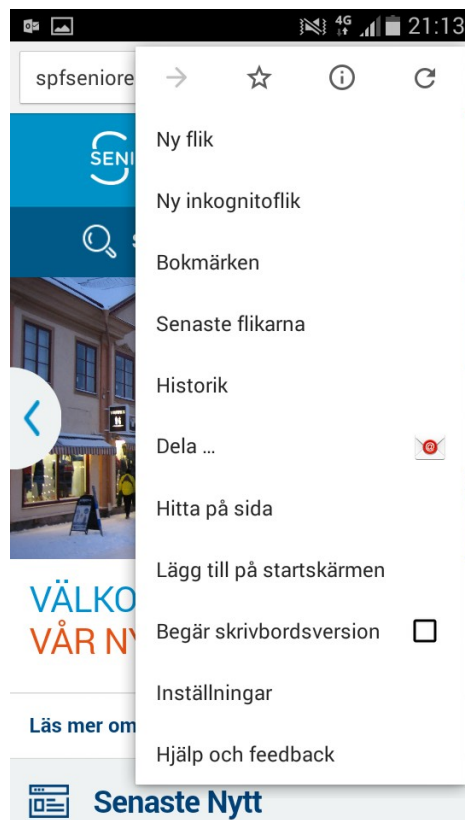 4G 21:13
spfseniore
SENI
Ny flik
Ny inkognitoflik
Bokmärken
Senaste flikarna
Historik
Dela ...
Hitta på sida
Lägg till på startskärmen
VÄLKO
Begär skrivbordsversion
VÅR N
Inställningar
Läs mer om
Hjälp och feedback
Senaste Nytt